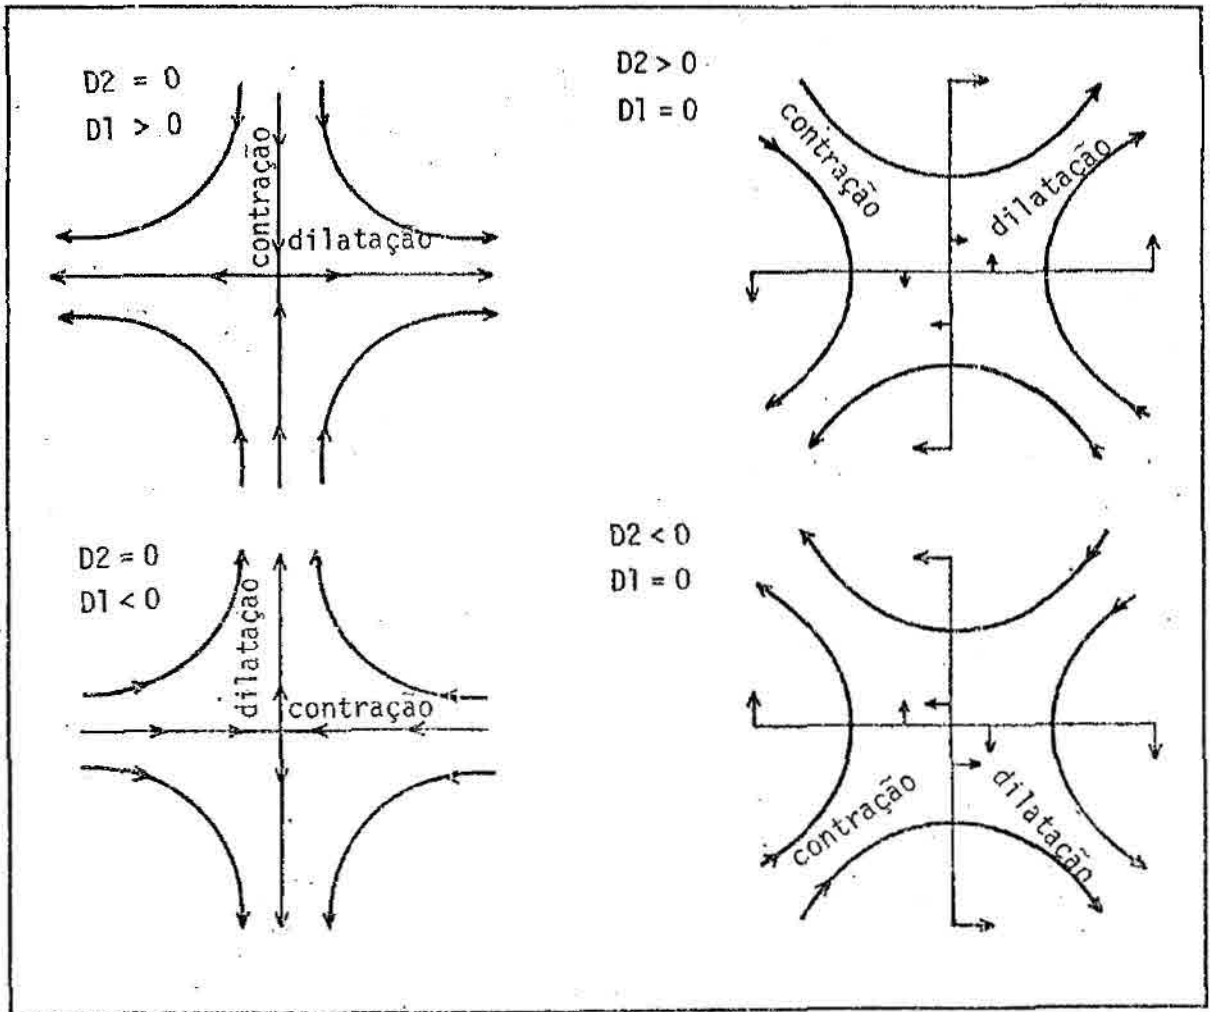 D2 = 0
D1 > 0
contração
dilatação
D2 > 0
D1 = 0
contração
dilatação
D2 = 0
D1 < 0
dilatação
contração
D2 < 0
D1 = 0
contração
dilatação